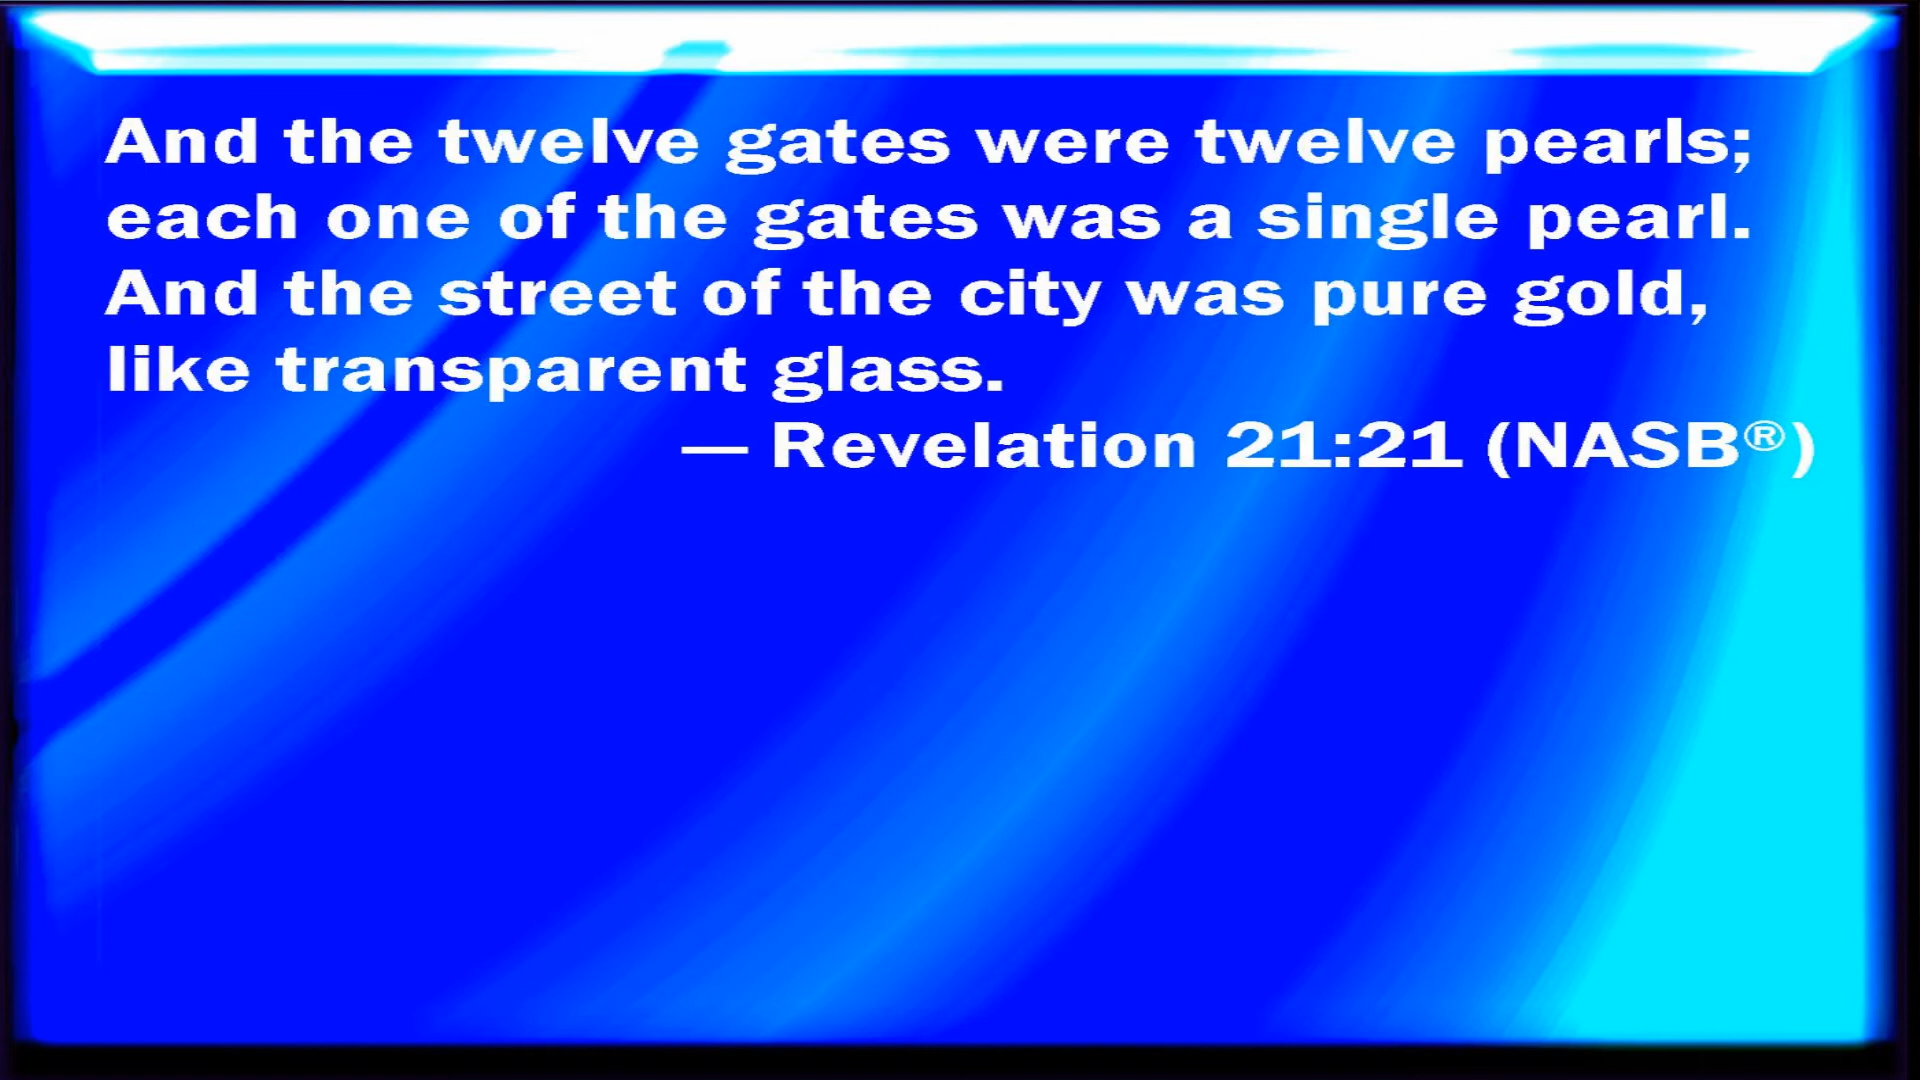 And the twelve gates were twelve pearls;
each one of the gates was a single pearl.
And the street of the city was pure gold,
like transparent glass.
— Revelation 21:21 (NASB®)